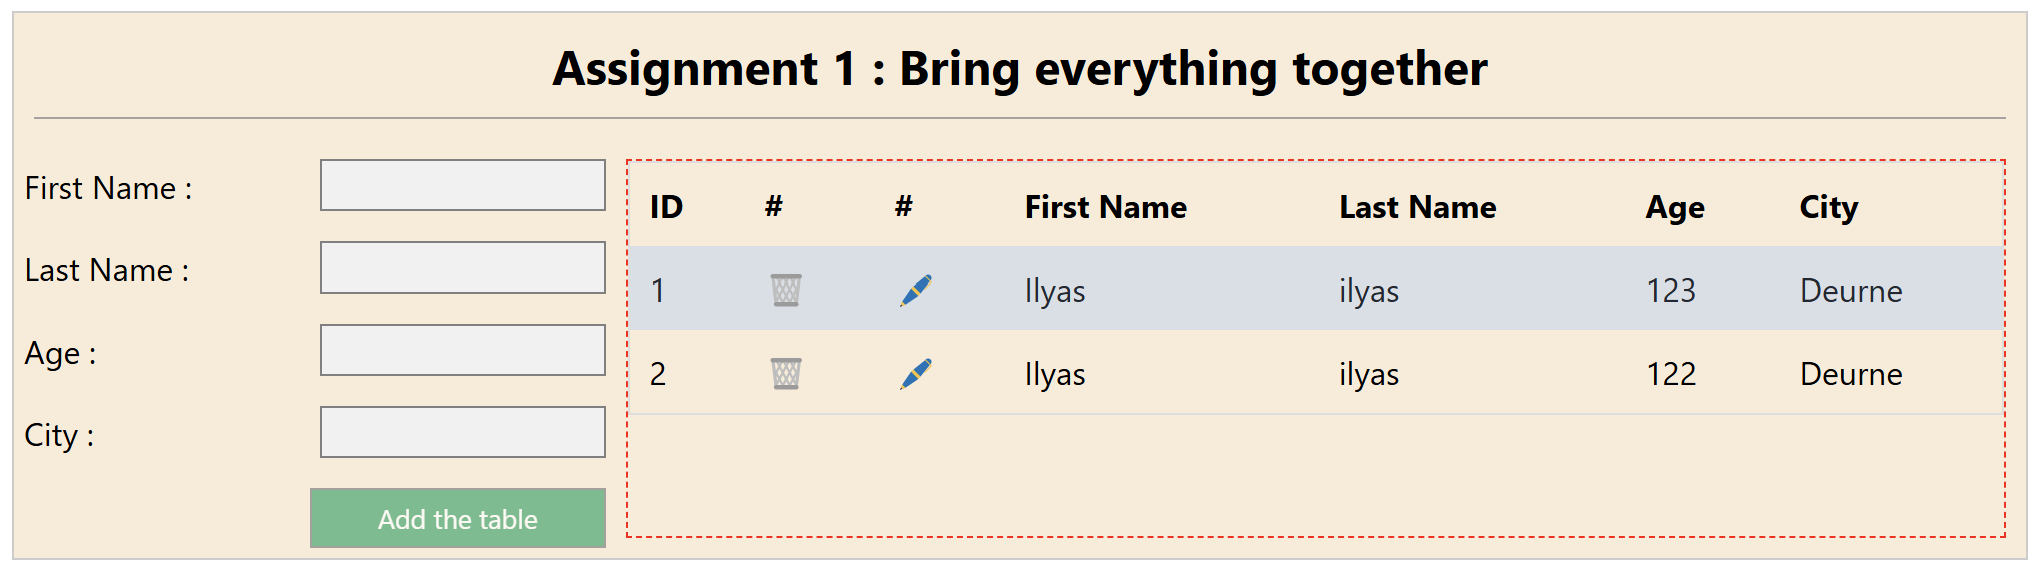 Assignment 1 : Bring everything together
First Name :
Last Name :
Age :
City :
Add the table
ID # # First Name Last Name Age City
1 Ilyas ilyas 123 Deurne
2 Ilyas ilyas 122 Deurne